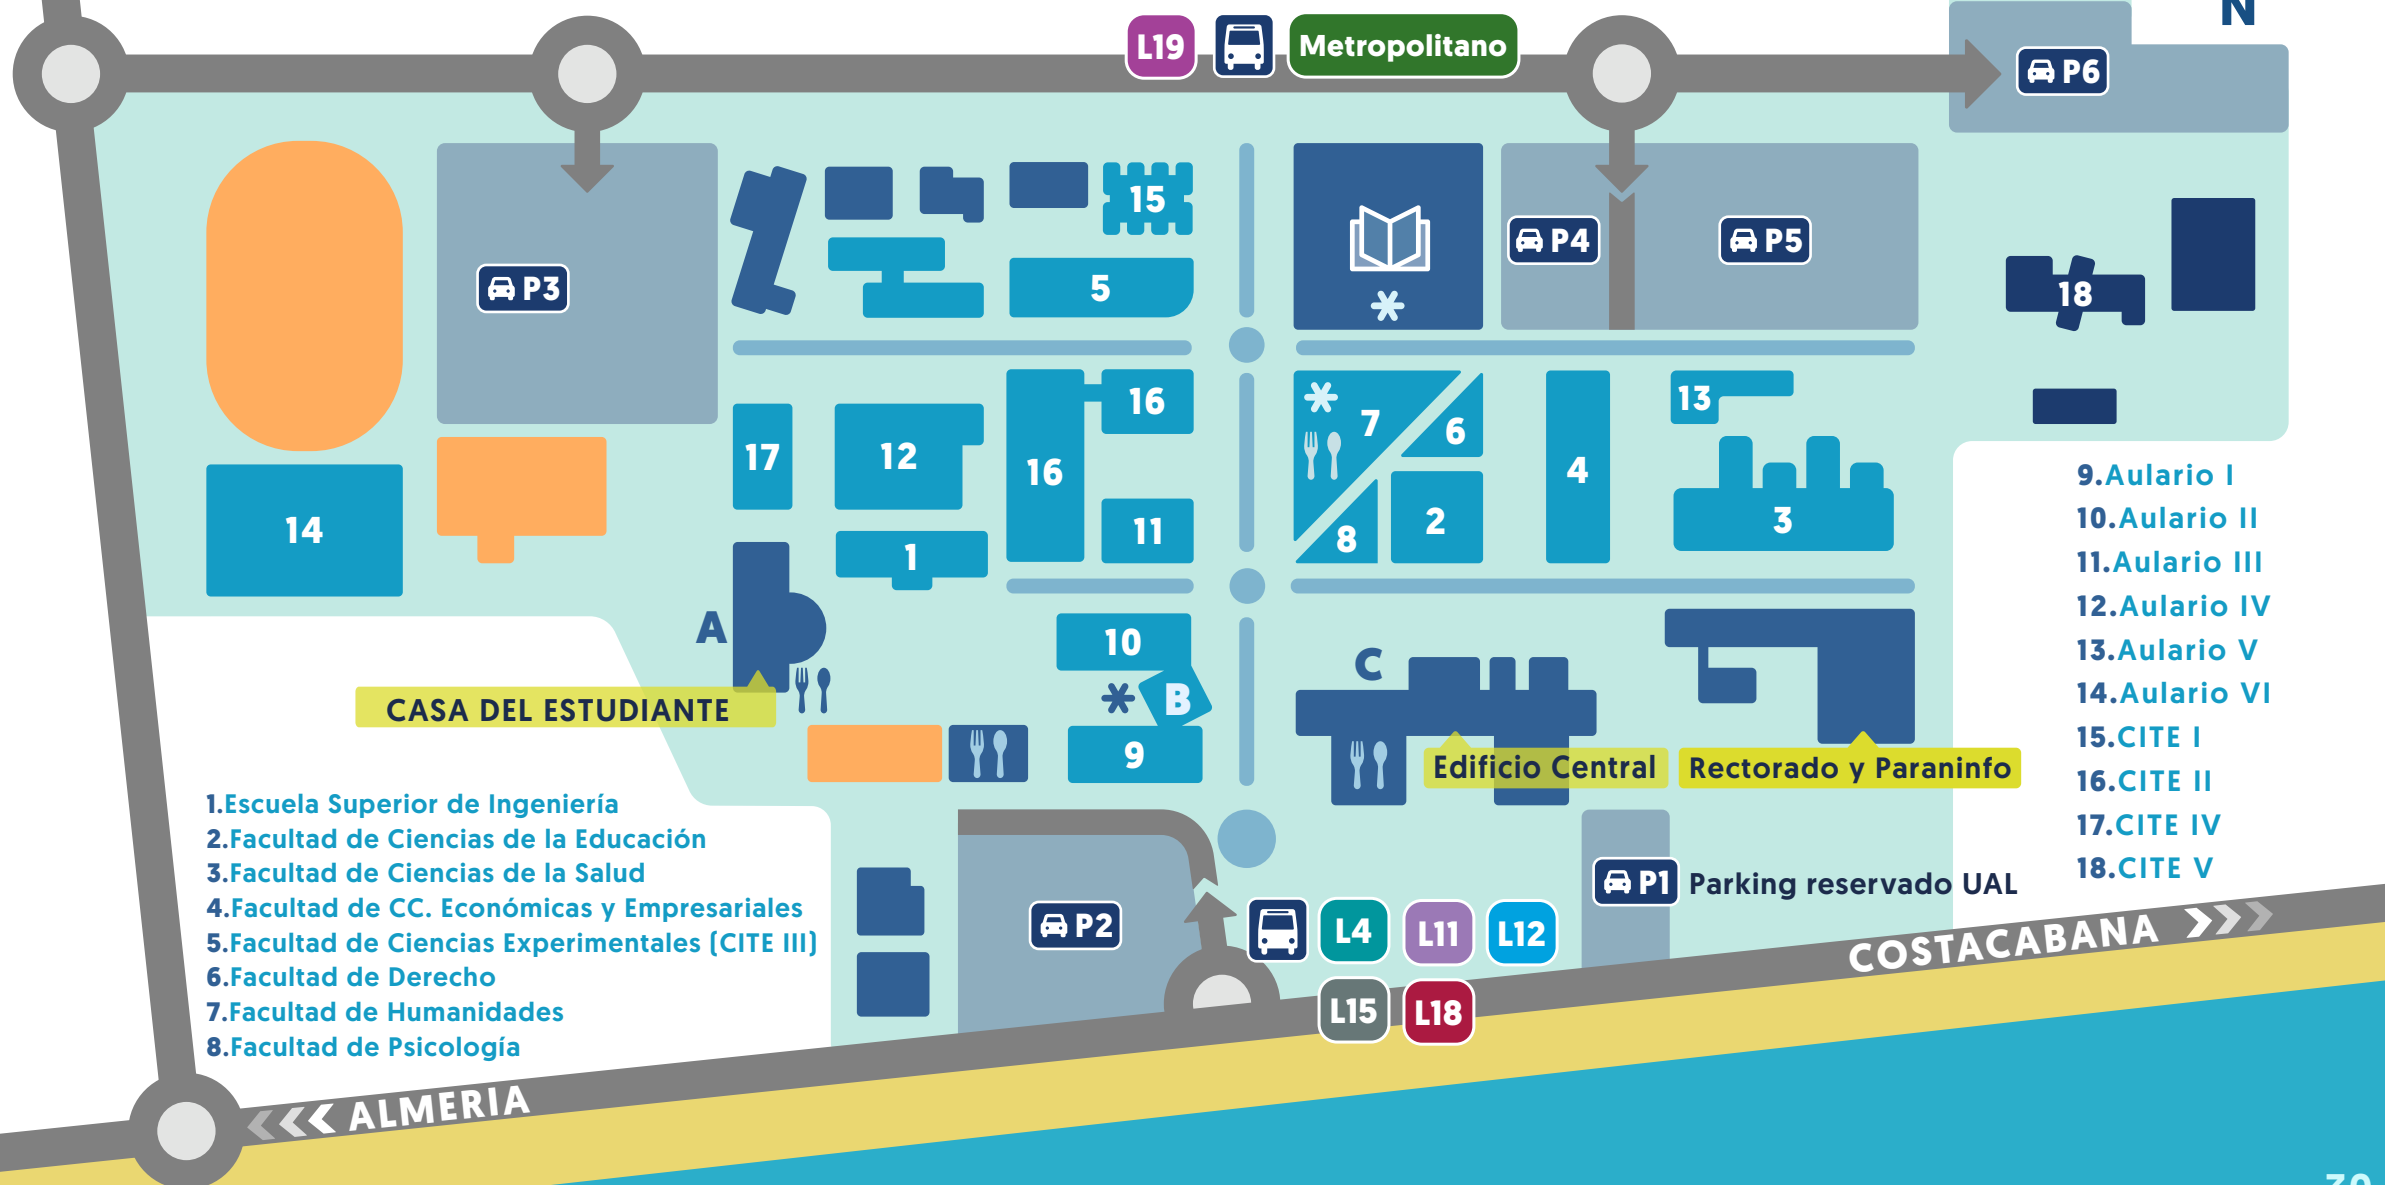 L19
Metropolitano
N
P6
15
P3
5
P4
P5
18
16
13
7
6
17
12
16
4
14
11
8
2
3
1
A
10
C
B
CASA DEL ESTUDIANTE
9
Edificio Central
Rectorado y Paraninfo
1.Escuela Superior de Ingeniería
2.Facultad de Ciencias de la Educación
3.Facultad de Ciencias de la Salud
4.Facultad de CC. Económicas y Empresariales
5.Facultad de Ciencias Experimentales (CITE III)
6.Facultad de Derecho
7.Facultad de Humanidades
8.Facultad de Psicología
9.Aulario I
10.Aulario II
11.Aulario III
12.Aulario IV
13.Aulario V
14.Aulario VI
15.CITE I
16.CITE II
17.CITE IV
18.CITE V
P1 Parking reservado UAL
P2
L4
L11
L12
L15
L18
COSTACABANA
ALMERIA